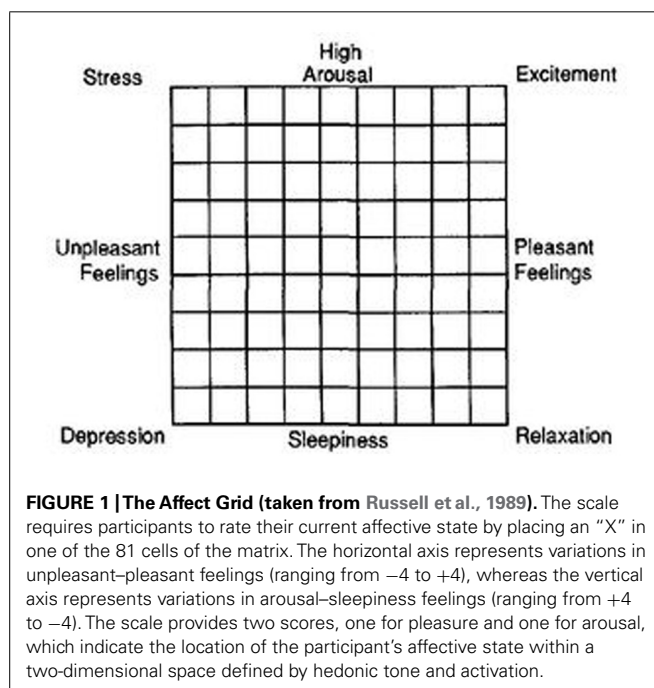 High
Stress Arousal Excitement
Unpleasant Pleasant
Feelings Feelings
Depression Sleepiness Relaxation
FIGURE 1 | The Affect Grid (taken from Russell et al., 1989). The scale
requires participants to rate their current affective state by placing an “X” in
one of the 81 cells of the matrix. The horizontal axis represents variations in
unpleasant–pleasant feelings (ranging from −4 to +4), whereas the vertical
axis represents variations in arousal–sleepiness feelings (ranging from +4
to −4). The scale provides two scores, one for pleasure and one for arousal,
which indicate the location of the participant’s affective state within a
two-dimensional space defined by hedonic tone and activation.